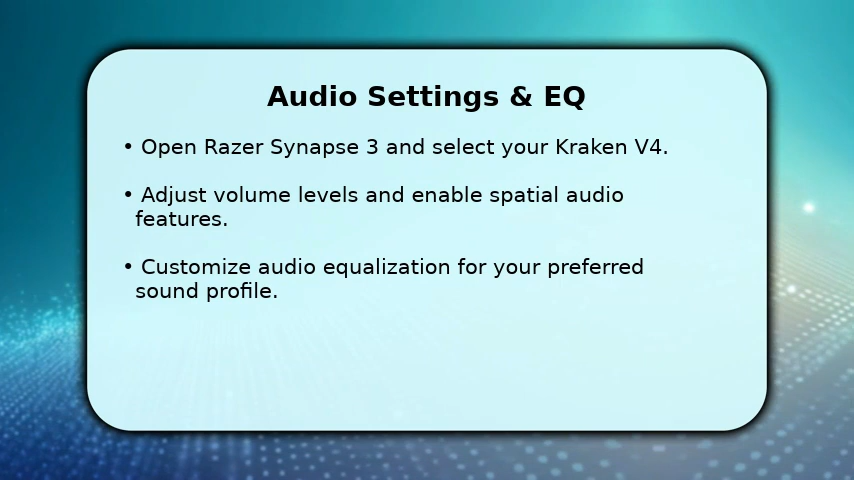 Audio Settings & EQ
• Open Razer Synapse 3 and select your Kraken V4.
• Adjust volume levels and enable spatial audio
features.
• Customize audio equalization for your preferred
sound profile.